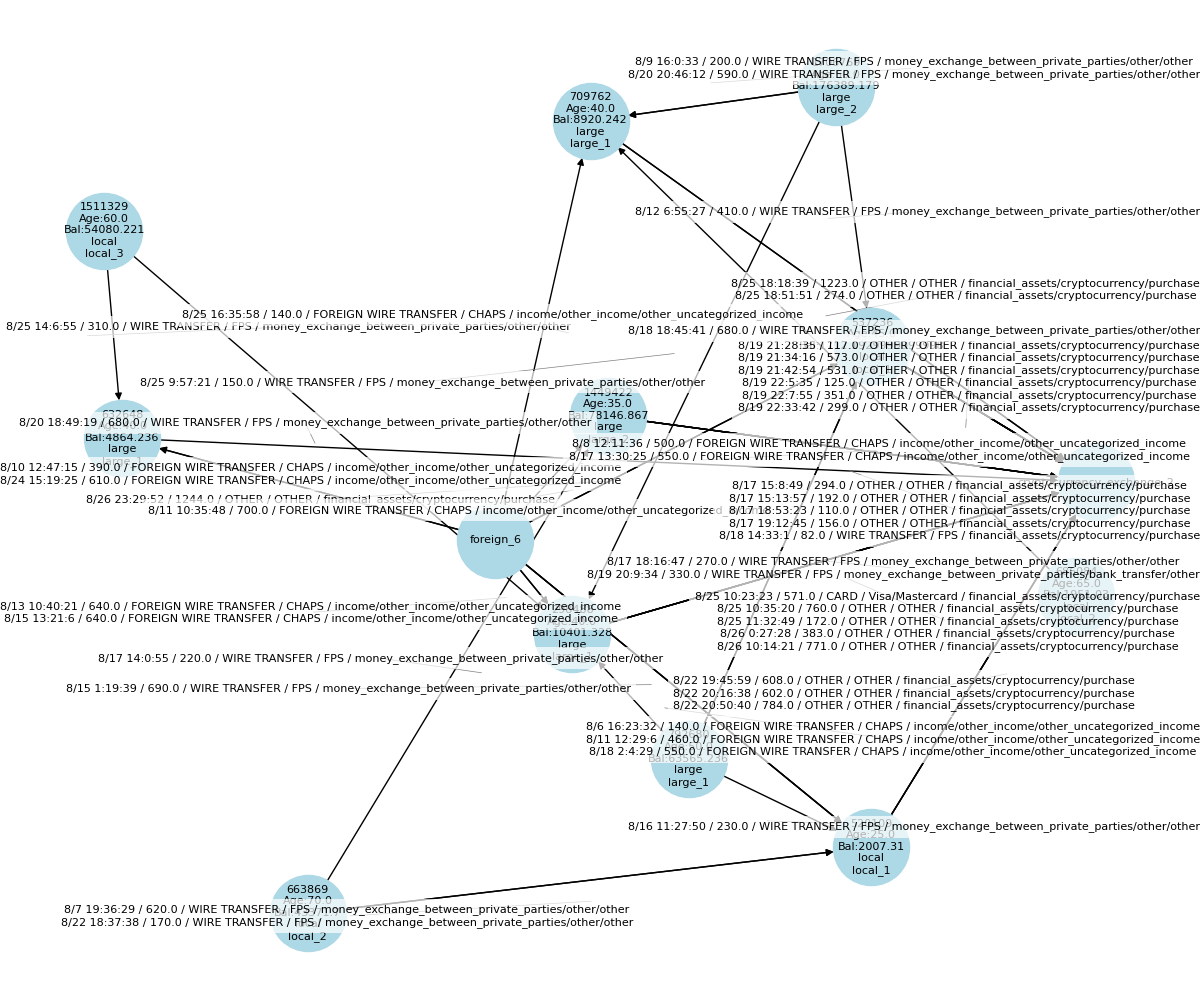 8/9 16:0:33 / 200.0 / WIRE TRANSFER / FPS / money_exchange_between_private_parties/other/other
8/20 20:46:12 / 590.0 / WIRE TRANSFER / FPS / money_exchange_between_private_parties/other/other
Bal:176389.179
large
large_2
709762
Age:40.0
Bal:8920.242
large
large_1
1511329
Age:60.0
Bal:54080.221
local
local_3
8/12 6:55:27 / 410.0 / WIRE TRANSFER / FPS / money_exchange_between_private_parties/other/other
8/25 18:18:39 / 1223.0 / OTHER / OTHER / financial_assets/cryptocurrency/purchase
8/25 18:51:51 / 274.0 / OTHER / OTHER / financial_assets/cryptocurrency/purchase
8/25 16:35:58 / 140.0 / FOREIGN WIRE TRANSFER / CHAPS / income/other_income/other_uncategorized_income
8/25 14:6:55 / 310.0 / WIRE TRANSFER / FPS / money_exchange_between_private_parties/other/other
537236
8/18 18:45:41 / 680.0 / WIRE TRANSFER / FPS / money_exchange_between_private_parties/other/other
8/19 21:28:35 / 117.0 / OTHER / OTHER / financial_assets/cryptocurrency/purchase
8/19 21:34:16 / 573.0 / OTHER / OTHER / financial_assets/cryptocurrency/purchase
8/19 21:42:54 / 531.0 / OTHER / OTHER / financial_assets/cryptocurrency/purchase
8/19 22:5:35 / 125.0 / OTHER / OTHER / financial_assets/cryptocurrency/purchase
8/19 22:7:55 / 351.0 / OTHER / OTHER / financial_assets/cryptocurrency/purchase
8/19 22:33:42 / 299.0 / OTHER / OTHER / financial_assets/cryptocurrency/purchase
8/25 9:57:21 / 150.0 / WIRE TRANSFER / FPS / money_exchange_between_private_parties/other/other
1449422
Age:35.0
Bal:78146.867
large
large_2
632648
8/20 18:49:19 / 680.0 / WIRE TRANSFER / FPS / money_exchange_between_private_parties/other/other
Bal:4864.236
large
large_1
8/8 12:11:36 / 500.0 / FOREIGN WIRE TRANSFER / CHAPS / income/other_income/other_uncategorized_income
8/17 13:30:25 / 550.0 / FOREIGN WIRE TRANSFER / CHAPS / income/other_income/other_uncategorized_income
8/10 12:47:15 / 390.0 / FOREIGN WIRE TRANSFER / CHAPS / income/other_income/other_uncategorized_income
8/24 15:19:25 / 610.0 / FOREIGN WIRE TRANSFER / CHAPS / income/other_income/other_uncategorized_income
8/26 23:29:52 / 1244.0 / OTHER / OTHER / financial_assets/cryptocurrency/purchase
8/11 10:35:48 / 700.0 / FOREIGN WIRE TRANSFER / CHAPS / income/other_income/other_uncategorized_income
8/17 15:8:49 / 294.0 / OTHER / OTHER / financial_assets/cryptocurrency/purchase
8/17 15:13:57 / 192.0 / OTHER / OTHER / financial_assets/cryptocurrency/purchase
8/17 18:53:23 / 110.0 / OTHER / OTHER / financial_assets/cryptocurrency/purchase
8/17 19:12:45 / 156.0 / OTHER / OTHER / financial_assets/cryptocurrency/purchase
8/18 14:33:1 / 82.0 / WIRE TRANSFER / FPS / financial_assets/cryptocurrency/purchase
foreign_6
8/17 18:16:47 / 270.0 / WIRE TRANSFER / FPS / money_exchange_between_private_parties/other/other
8/19 20:9:34 / 330.0 / WIRE TRANSFER / FPS / money_exchange_between_private_parties/bank_transfer/other
Age:65.0
8/25 10:23:23 / 571.0 / CARD / Visa/Mastercard / financial_assets/cryptocurrency/purchase
8/25 10:35:20 / 760.0 / OTHER / OTHER / financial_assets/cryptocurrency/purchase
8/25 11:32:49 / 172.0 / OTHER / OTHER / financial_assets/cryptocurrency/purchase
8/26 0:27:28 / 383.0 / OTHER / OTHER / financial_assets/cryptocurrency/purchase
8/26 10:14:21 / 771.0 / OTHER / OTHER / financial_assets/cryptocurrency/purchase
8/13 10:40:21 / 640.0 / FOREIGN WIRE TRANSFER / CHAPS / income/other_income/other_uncategorized_income
8/15 13:21:6 / 640.0 / FOREIGN WIRE TRANSFER / CHAPS / income/other_income/other_uncategorized_income
Bal:10401.328
large
8/17 14:0:55 / 220.0 / WIRE TRANSFER / FPS / money_exchange_between_private_parties/other/other
8/15 1:19:39 / 690.0 / WIRE TRANSFER / FPS / money_exchange_between_private_parties/other/other
8/22 19:45:59 / 608.0 / OTHER / OTHER / financial_assets/cryptocurrency/purchase
8/22 20:16:38 / 602.0 / OTHER / OTHER / financial_assets/cryptocurrency/purchase
8/22 20:50:40 / 784.0 / OTHER / OTHER / financial_assets/cryptocurrency/purchase
8/6 16:23:32 / 140.0 / FOREIGN WIRE TRANSFER / CHAPS / income/other_income/other_uncategorized_income
8/11 12:29:6 / 460.0 / FOREIGN WIRE TRANSFER / CHAPS / income/other_income/other_uncategorized_income
8/18 2:4:29 / 550.0 / FOREIGN WIRE TRANSFER / CHAPS / income/other_income/other_uncategorized_income
Bal:63565.236
large
large_1
8/16 11:27:50 / 230.0 / WIRE TRANSFER / FPS / money_exchange_between_private_parties/other/other
Age:25.0
Bal:2007.31
local
local_1
663869
Age:70.0
8/7 19:36:29 / 620.0 / WIRE TRANSFER / FPS / money_exchange_between_private_parties/other/other
8/22 18:37:38 / 170.0 / WIRE TRANSFER / FPS / money_exchange_between_private_parties/other/other
local_2